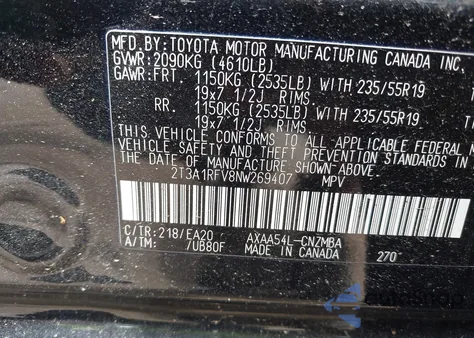 MFD.BY:TOYOTA MOTOR MANUFACTURING CANADA INC.
GVWR:2090KG (4610LB)
GAWR:FRT. 1150KG (2535LB) WITH 235/55R19
19x7 1/2J RIMS.
RR. 1150KG (2535LB) WITH 235/55R19
19x7 1/2J RIMS.
THIS VEHICLE CONFORMS TO ALL APPLICABLE FEDERAL
VEHICLE SAFETY AND THEFT PREVENTION STANDARDS
THE DATE OF MANUFACTURE SHOWN ABOVE.
2T3A1RFV8NW269407 MPV
C/TR:218/EA20 AXAA54L-CNZMBA
A/TM: /UB80F MADE IN CANADA 270